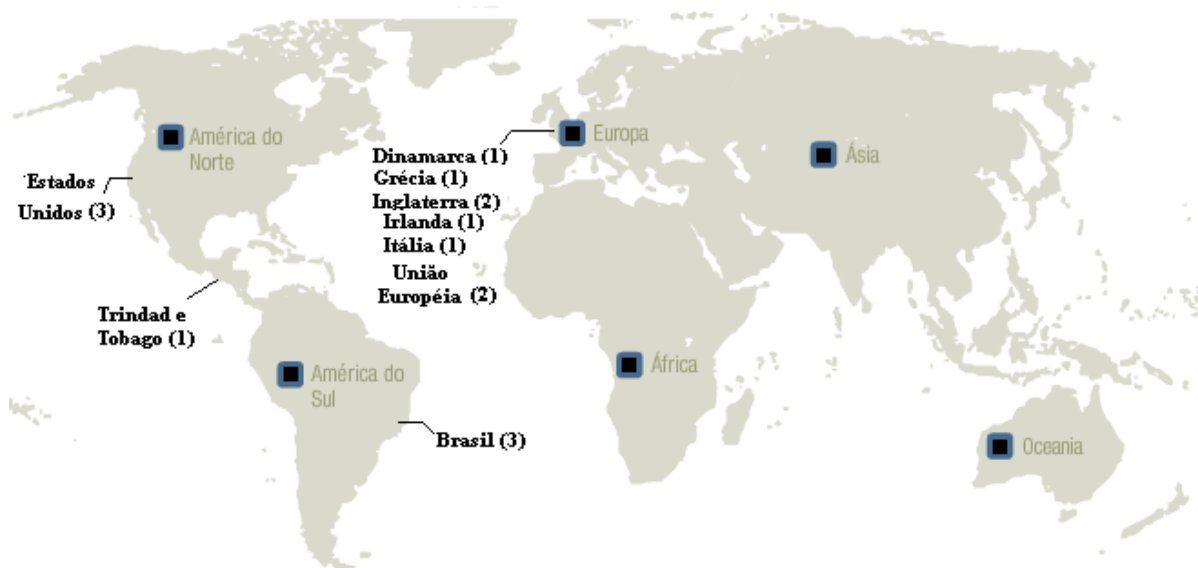 América do
Norte
Estados
Unidos (3)
Trindad e
Tobago (1)
América do
Sul
Brasil (3)
Europa
Dinamarca (1)
Grécia (1)
Inglaterra (2)
Irlanda (1)
Itália (1)
União
Européia (2)
África
Ásia
Oceania